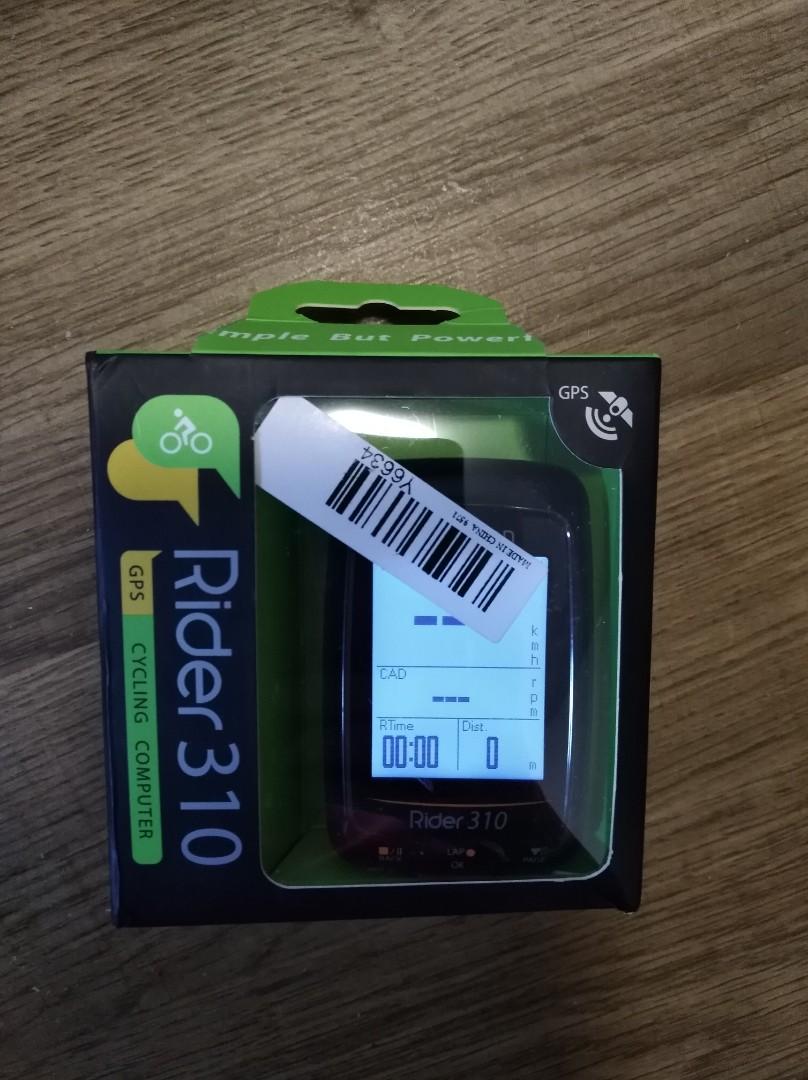 mple But Powerf
GPS
Y6634
MADE IN CHINA
km
h
CAD
rpm
RTime
Dist.
00:00
0
m
Rider 310
LAP
OK
Rider 310
GPS CYCLING COMPUTER